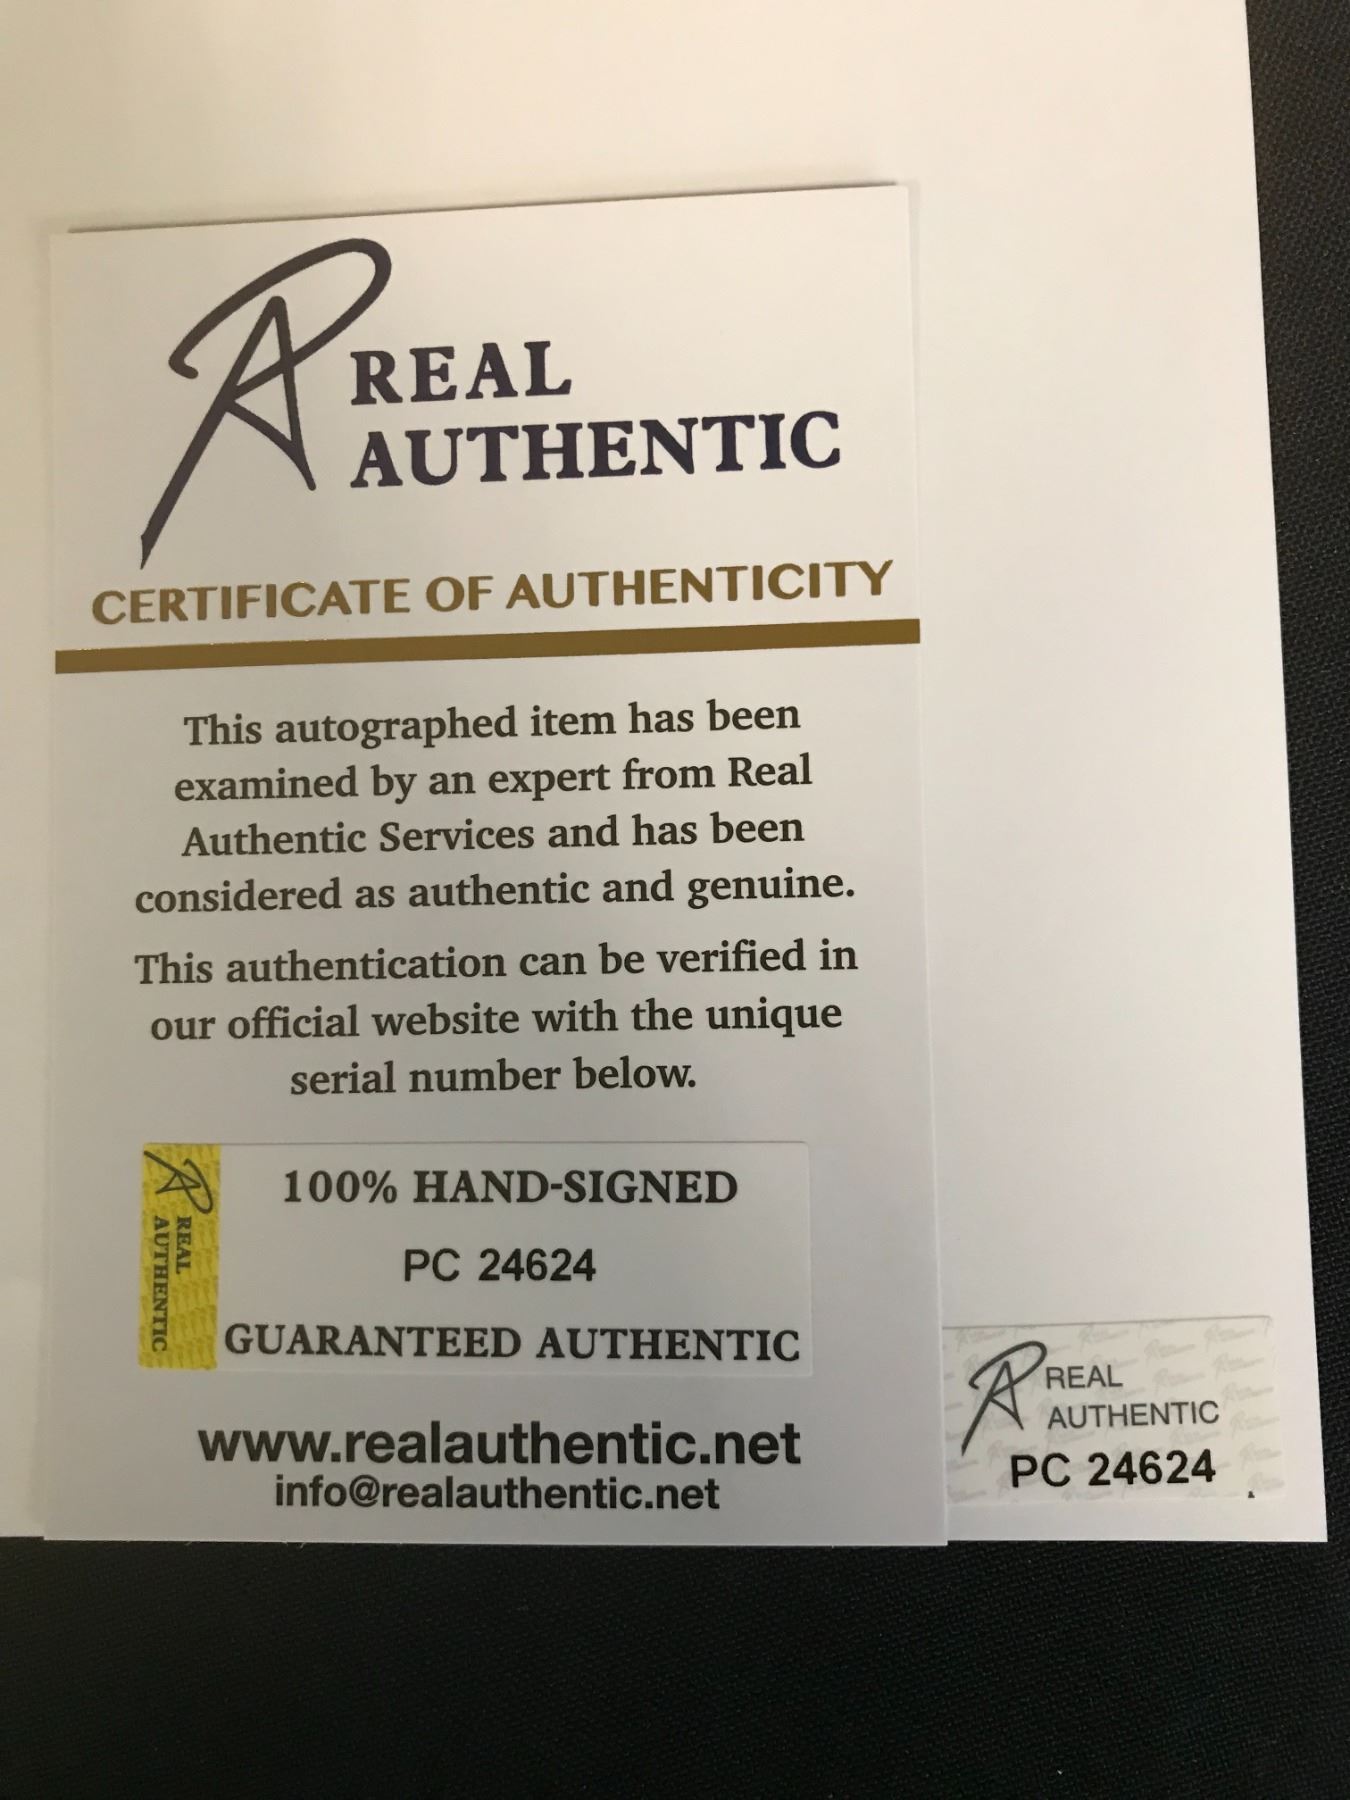 REAL
AUTHENTIC
CERTIFICATE OF AUTHENTICITY
This autographed item has been
examined by an expert from Real
Authentic Services and has been
considered as authentic and genuine.
This authentication can be verified in
our official website with the unique
serial number below.
REAL
AUTHENTIC
100% HAND-SIGNED
PC 24624
GUARANTEED AUTHENTIC
www.realauthentic.net
info@realauthentic.net
REAL
AUTHENTIC
PC 24624